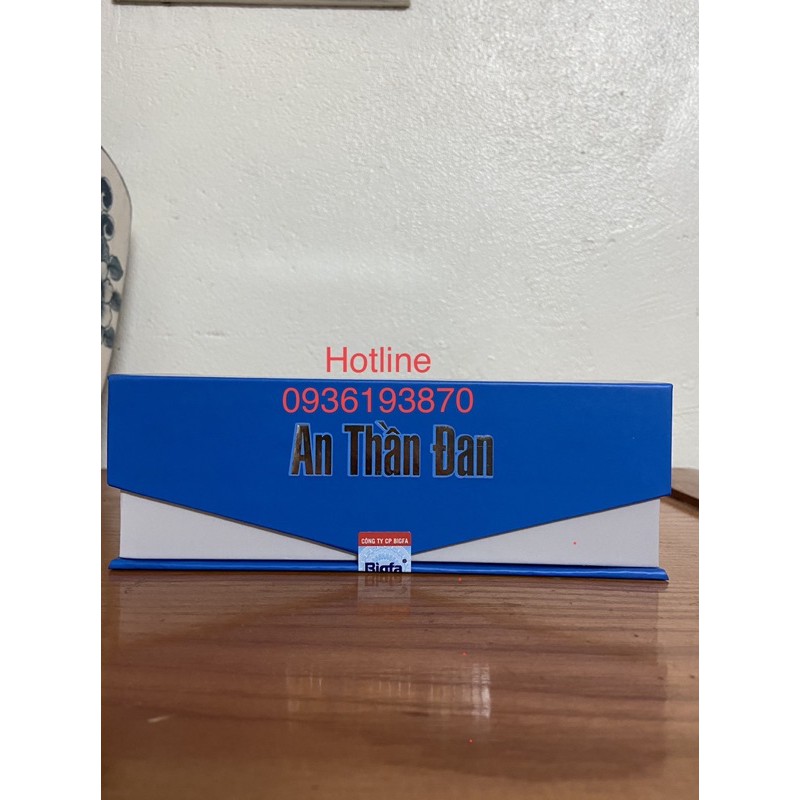 Hotline
0936193870
An Thần Đan
CÔNG TY CP BIGFA
Bigfa